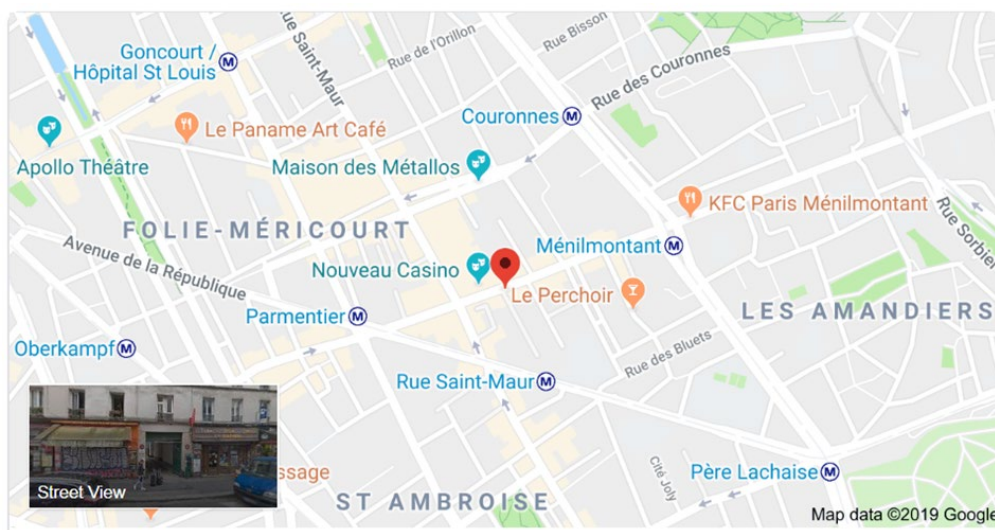 Goncourt /
Hôpital St Louis
M
Rue Saint-Maur
Rue de l'Orillon
Rue Bisson
Rue des Couronnes
Couronnes M
Le Paname Art Café
Apollo Théâtre
Maison des Métallos
KFC Paris Ménilmontant
Rue Sorbier
FOLIE-MÉRICOURT
Ménilmontant M
Avenue de la République
Nouveau Casino
Le Perchoir
LES AMANDIERS
Parmentier M
Oberkampf M
Rue des Bluets
Rue Saint-Maur M
Cité Joly
Père Lachaise M
ssage
Street View
ST AMBROISE
Map data ©2019 Google